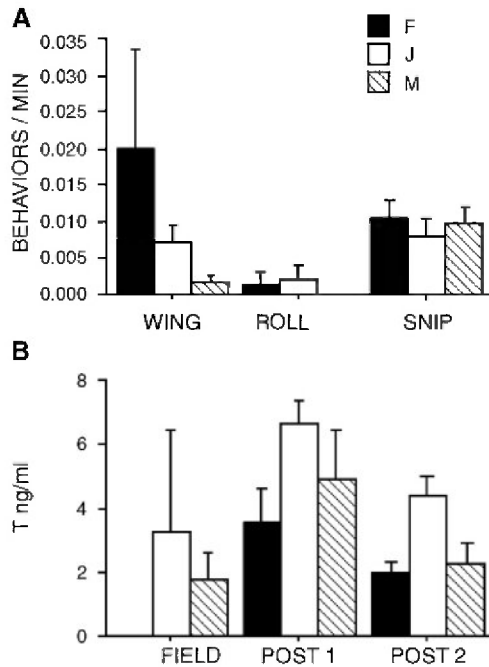 A
F
J
M
BEHAVIORS / MIN
0.035
0.030
0.025
0.020
0.015
0.010
0.005
0.000
WING ROLL SNIP
B
T ng/ml
8
6
4
2
0
FIELD POST 1 POST 2